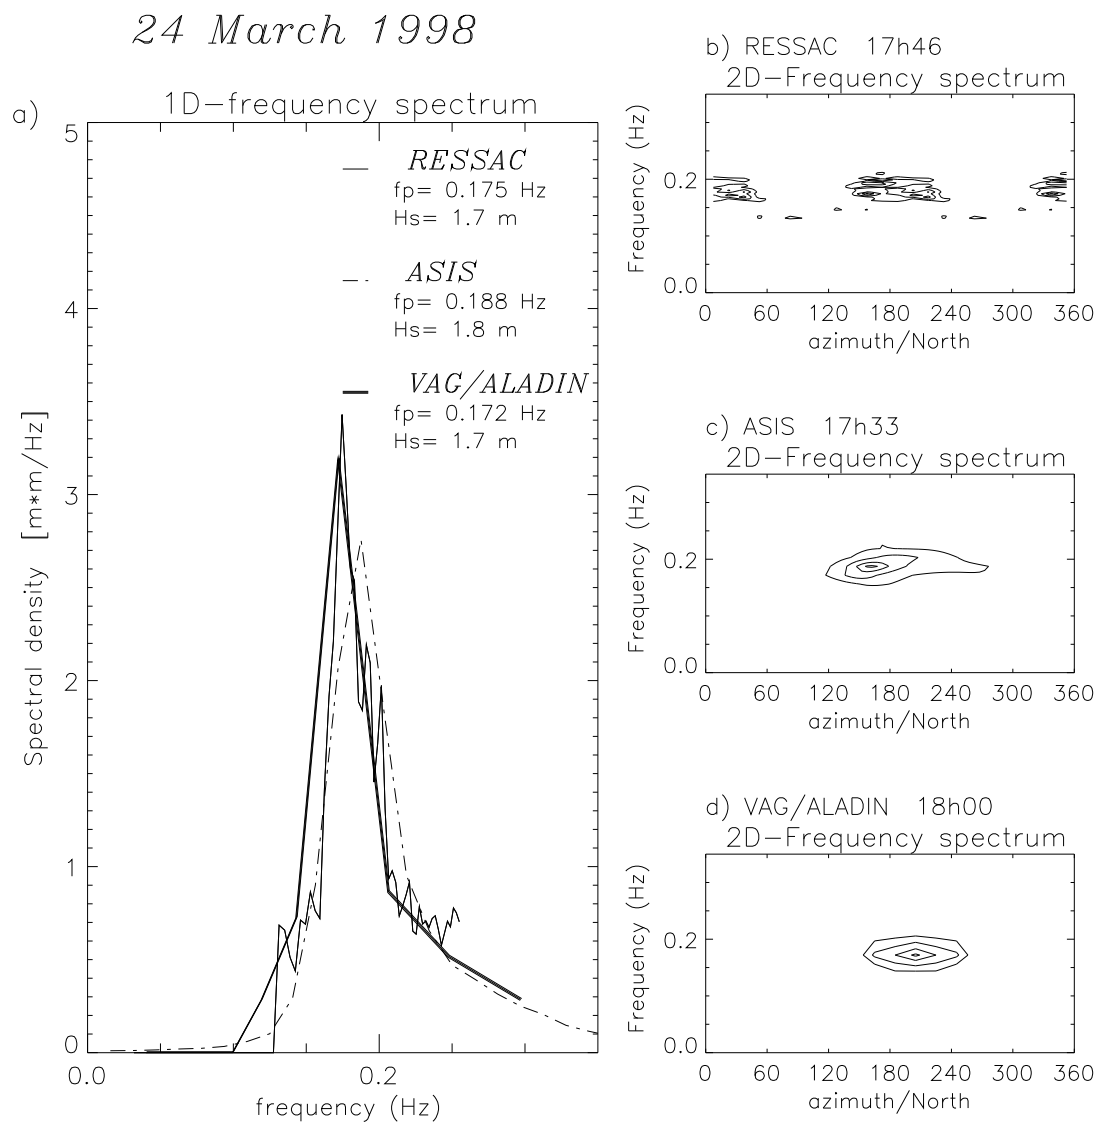 24 March 1998
a)
1D-frequency spectrum
5
4
3
2
1
0
Spectral density [m*m/Hz]
RESSAC
fp= 0.175 Hz
Hs= 1.7 m
ASIS
fp= 0.188 Hz
Hs= 1.8 m
VAG/ALADIN
fp= 0.172 Hz
Hs= 1.7 m
0.0 0.2
frequency (Hz)
b) RESSAC 17h46
2D-Frequency spectrum
Frequency (Hz)
0.2
0.0
0 60 120 180 240 300 360
azimuth/North
c) ASIS 17h33
2D-Frequency spectrum
Frequency (Hz)
0.2
0.0
0 60 120 180 240 300 360
azimuth/North
d) VAG/ALADIN 18h00
2D-Frequency spectrum
Frequency (Hz)
0.2
0.0
0 60 120 180 240 300 360
azimuth/North